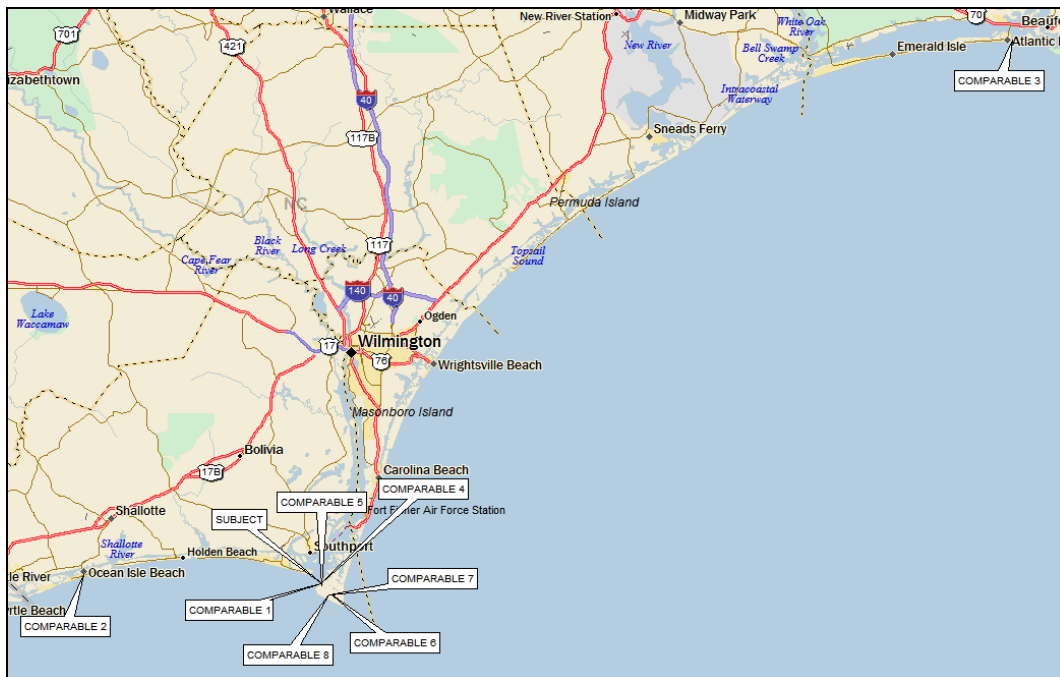 Wallace
New River Station
Midway Park
White Oak
River
70
Beaufo
701
421
New River
Bell Swamp
Creek
Emerald Isle
Atlantic
COMPARABLE 3
lizabethtown
40
Intracoastal
Waterway
117B
Sneads Ferry
NC
Permuda Island
Black
River
Long Creek
117
Topsail
Sound
Cape Fear
River
140
40
Lake
Waccamaw
Ogden
17
Wilmington
76
Wrightsville Beach
Masonboro Island
Bolivia
17B
Carolina Beach
COMPARABLE 4
COMPARABLE 5
Shallotte
SUBJECT
Fort Fisher Air Force Station
Shallotte
River
Holden Beach
Southport
tle River
Ocean Isle Beach
COMPARABLE 7
yrtle Beach
COMPARABLE 1
COMPARABLE 2
COMPARABLE 6
COMPARABLE 8